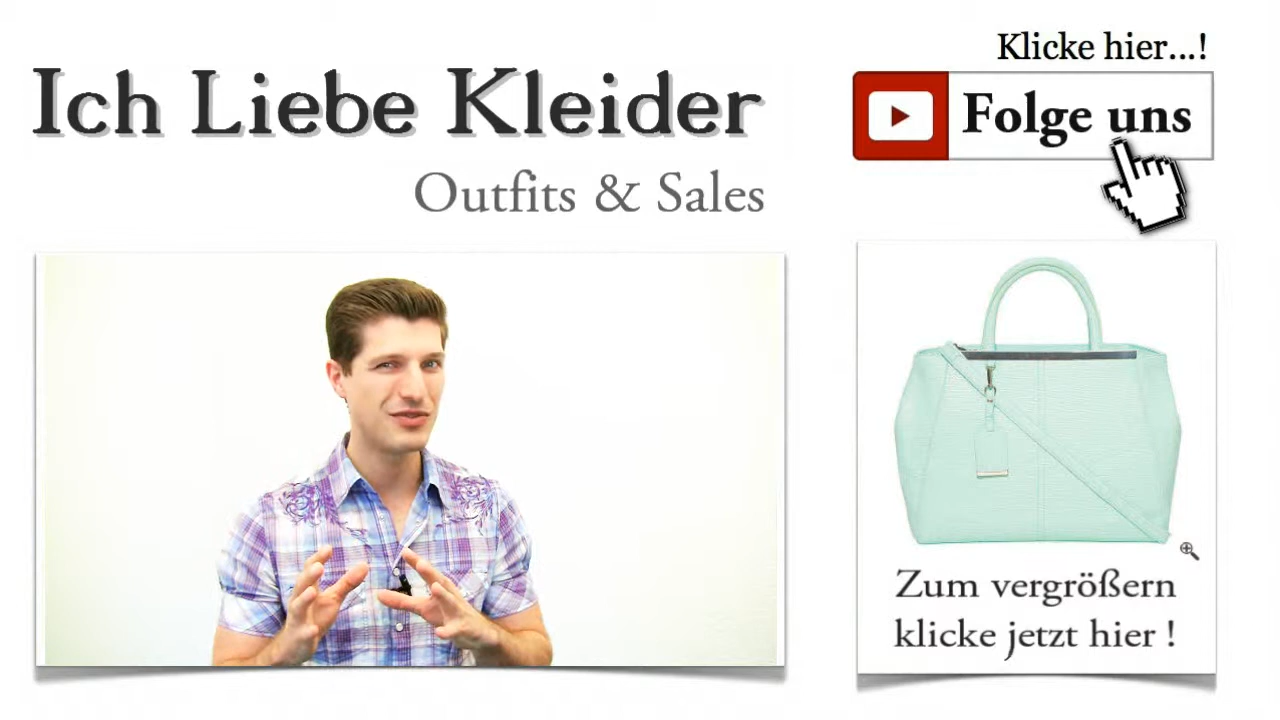 Ich Liebe Kleider
Outfits & Sales
Klicke hier...!
Folge uns
Zum vergrößern
klicke jetzt hier !